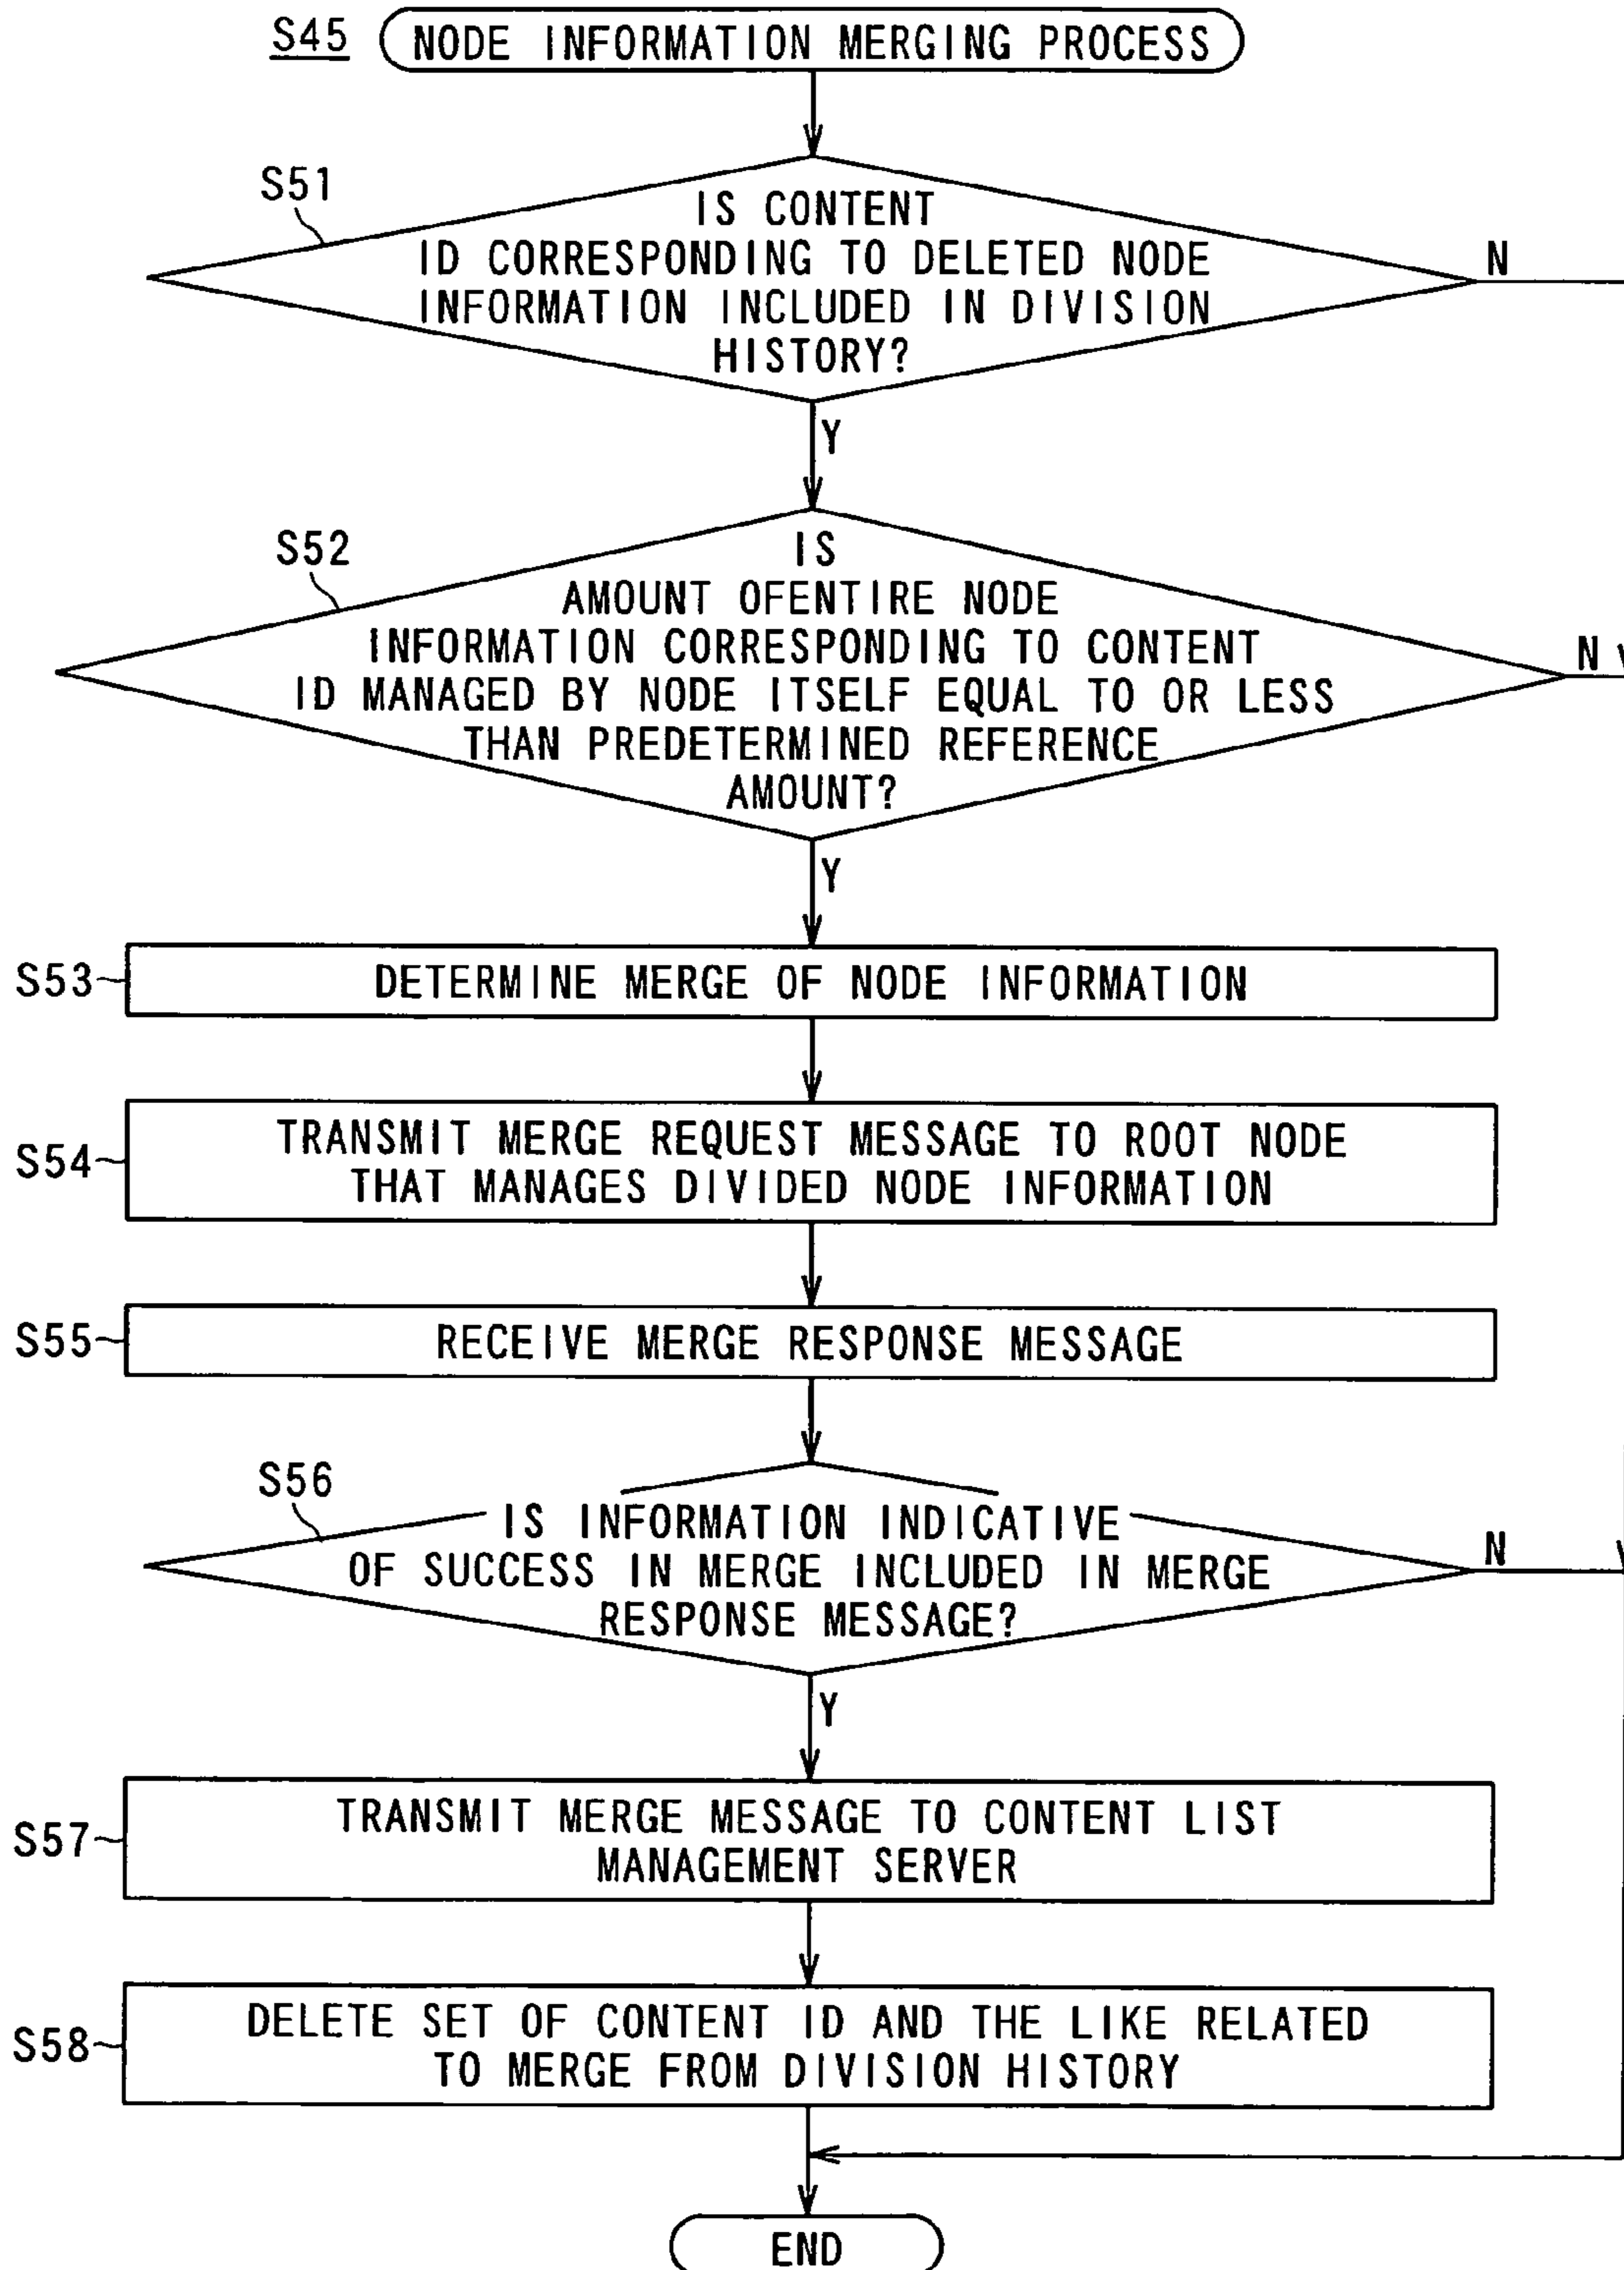 S45 NODE INFORMATION MERGING PROCESS
S51
IS CONTENT
ID CORRESPONDING TO DELETED NODE
INFORMATION INCLUDED IN DIVISION
HISTORY?
N
Y
S52
IS
AMOUNT OFENTIRE NODE
INFORMATION CORRESPONDING TO CONTENT
ID MANAGED BY NODE ITSELF EQUAL TO OR LESS
THAN PREDETERMINED REFERENCE
AMOUNT?
N
Y
S53 DETERMINE MERGE OF NODE INFORMATION
S54
TRANSMIT MERGE REQUEST MESSAGE TO ROOT NODE
THAT MANAGES DIVIDED NODE INFORMATION
S55 RECEIVE MERGE RESPONSE MESSAGE
S56
IS INFORMATION INDICATIVE
OF SUCCESS IN MERGE INCLUDED IN MERGE
RESPONSE MESSAGE?
N
Y
S57
TRANSMIT MERGE MESSAGE TO CONTENT LIST
MANAGEMENT SERVER
S58
DELETE SET OF CONTENT ID AND THE LIKE RELATED
TO MERGE FROM DIVISION HISTORY
END